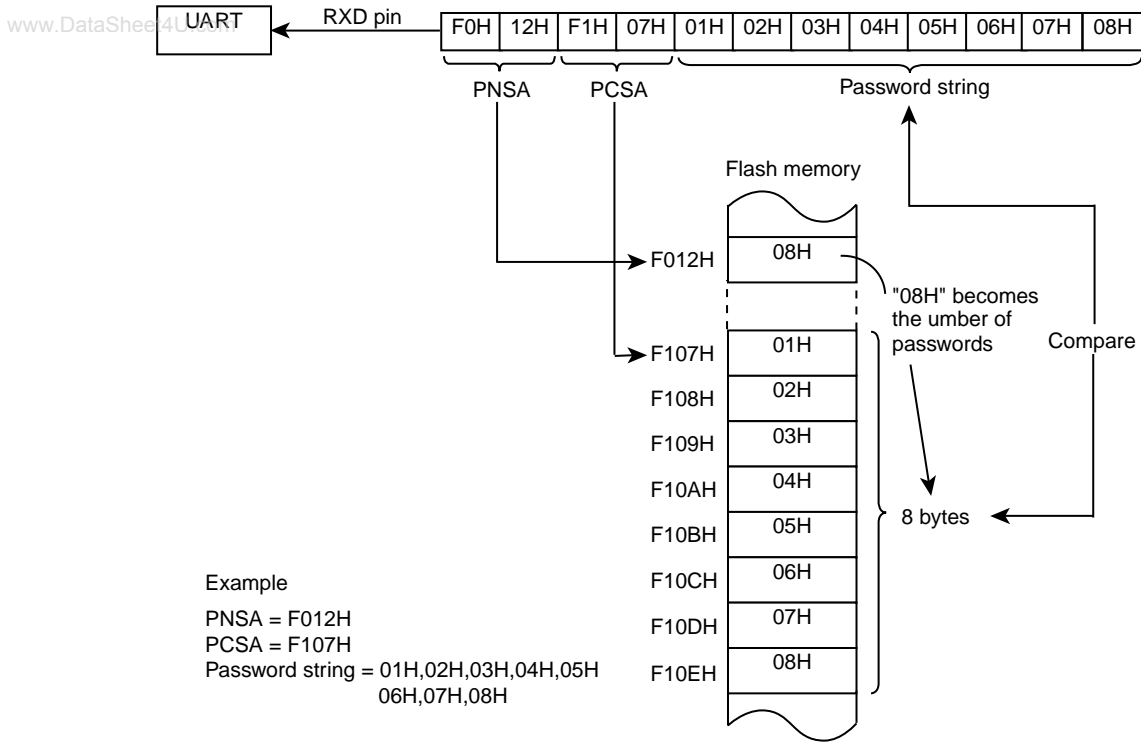 www.DataSheet4U.com
UART
RXD pin
F0H 12H F1H 07H 01H 02H 03H 04H 05H 06H 07H 08H
PNSA PCSA Password string
Flash memory
F012H 08H
"08H" becomes
the umber of
passwords
Compare
F107H 01H
F108H 02H
F109H 03H
F10AH 04H
F10BH 05H
8 bytes
F10CH 06H
F10DH 07H
F10EH 08H
Example
PNSA = F012H
PCSA = F107H
Password string = 01H,02H,03H,04H,05H
06H,07H,08H